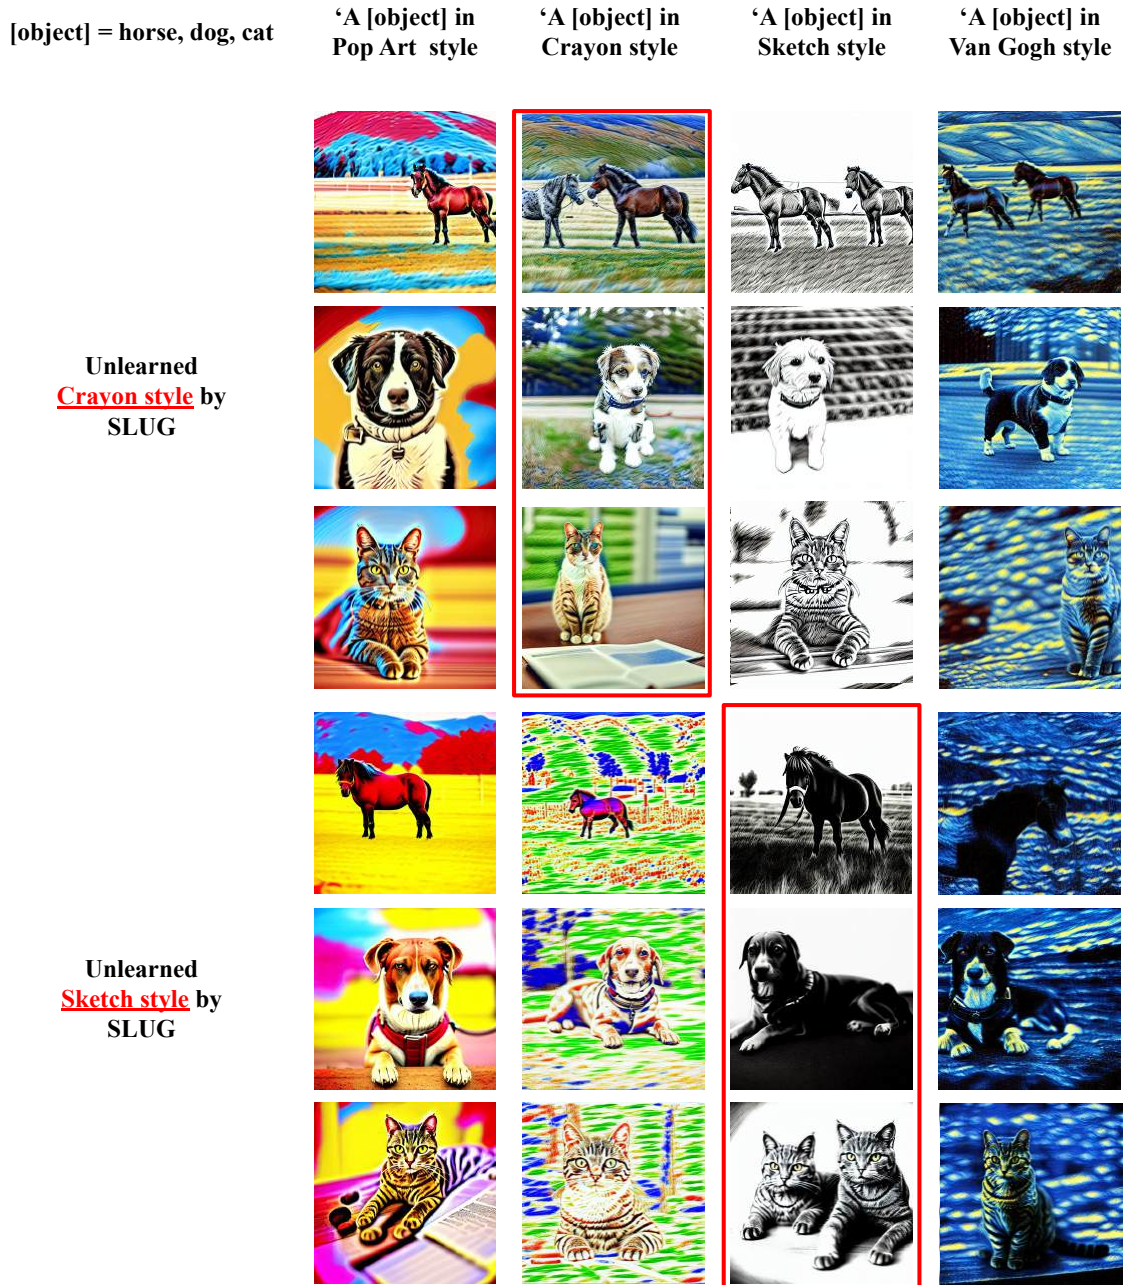 [object] = horse, dog, cat
‘A [object] in
Pop Art  style
‘A [object] in
Crayon style
‘A [object] in
Sketch style
‘A [object] in
Van Gogh style
Unlearned
Crayon style by
SLUG
Unlearned
Sketch style by
SLUG